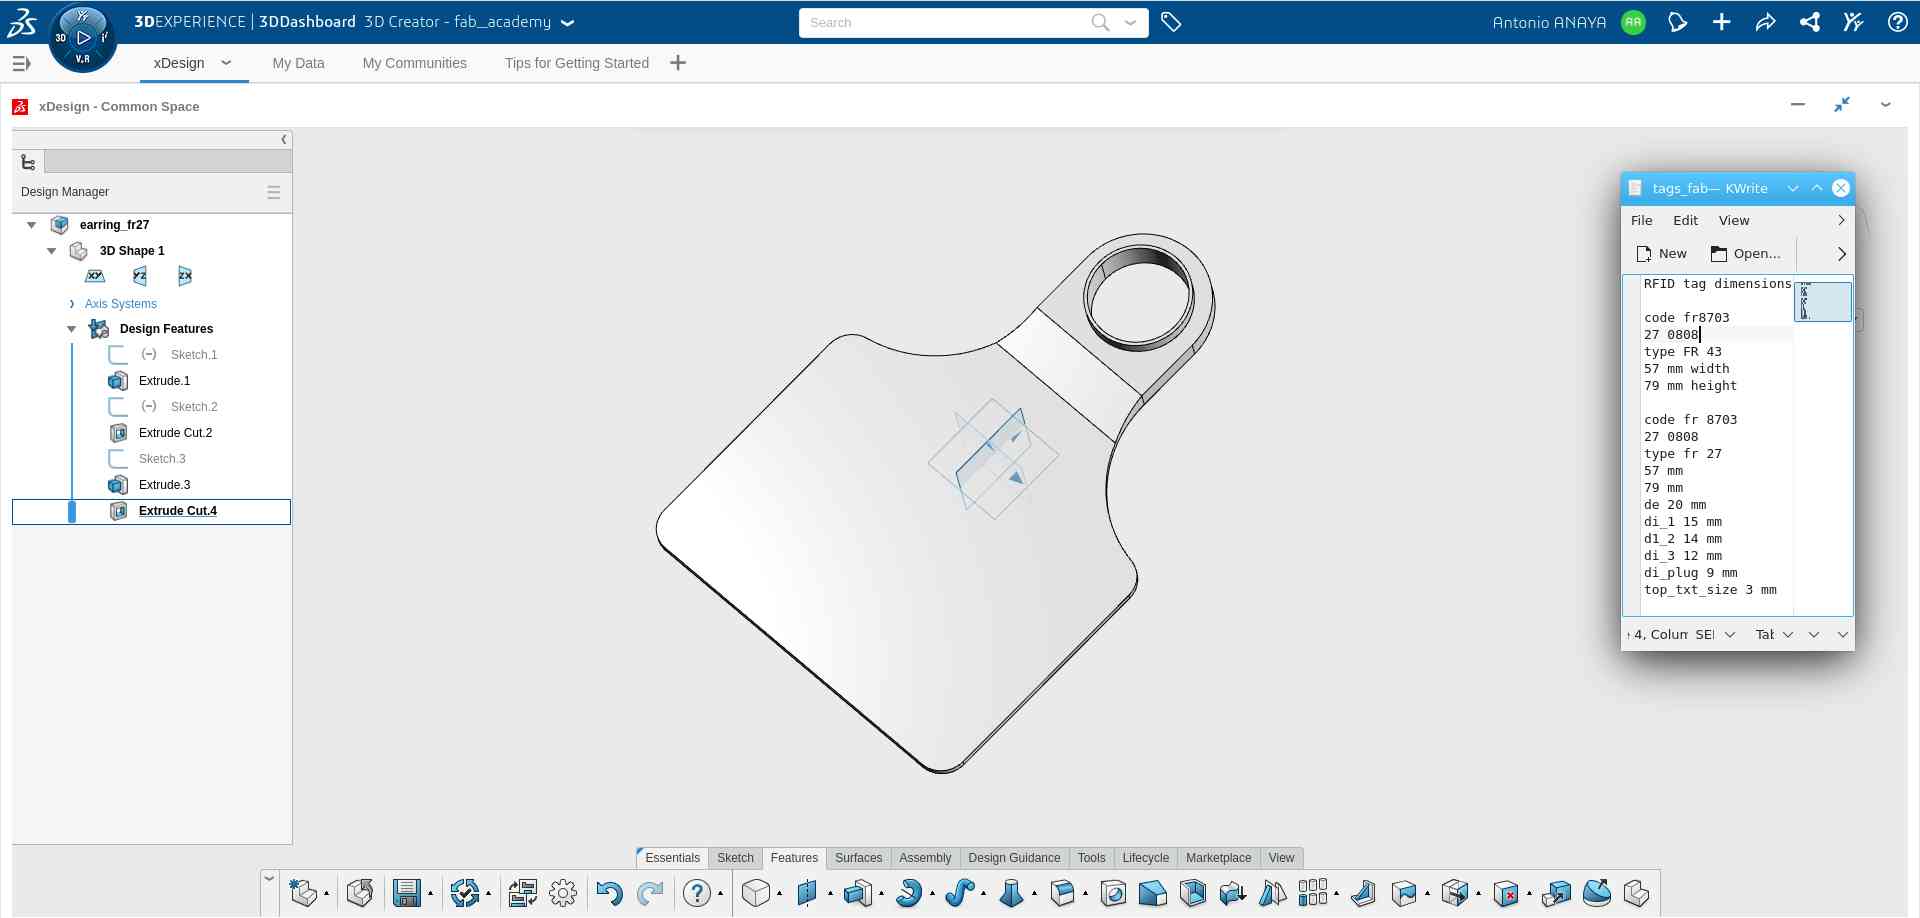 3DEXPERIENCE | 3DDashboard 3D Creator - fab_academy
Search
Antonio ANAYA
AA
3D
V.R
xDesign
My Data
My Communities
Tips for Getting Started
xDesign - Common Space
Design Manager
earring_fr27
3D Shape 1
XY YZ ZX
Axis Systems
Design Features
(-) Sketch.1
Extrude.1
(-) Sketch.2
Extrude Cut.2
Sketch.3
Extrude.3
Extrude Cut.4
tags_fab— KWrite
File Edit View
New Open...
RFID tag dimensions
code fr8703
27 0808
type FR 43
57 mm width
79 mm height
code fr 8703
27 0808
type fr 27
57 mm
79 mm
de 20 mm
di_1 15 mm
d1_2 14 mm
di_3 12 mm
di_plug 9 mm
top_txt_size 3 mm
4, Colum
Essentials Sketch Features Surfaces Assembly Design Guidance Tools Lifecycle Marketplace View